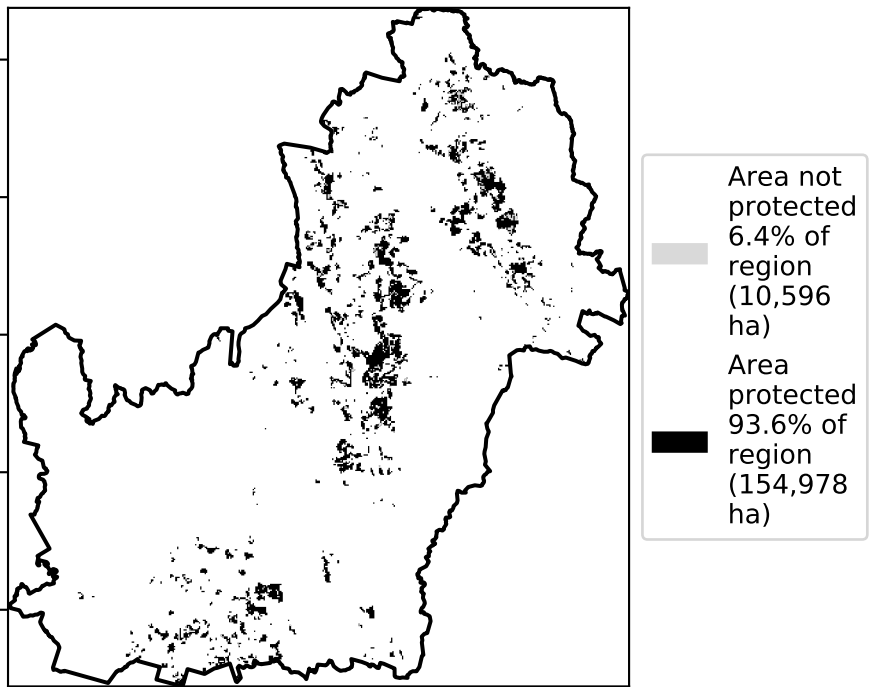 Area not
protected
6.4% of
region
(10,596
ha)
Area
protected
93.6% of
region
(154,978
ha)